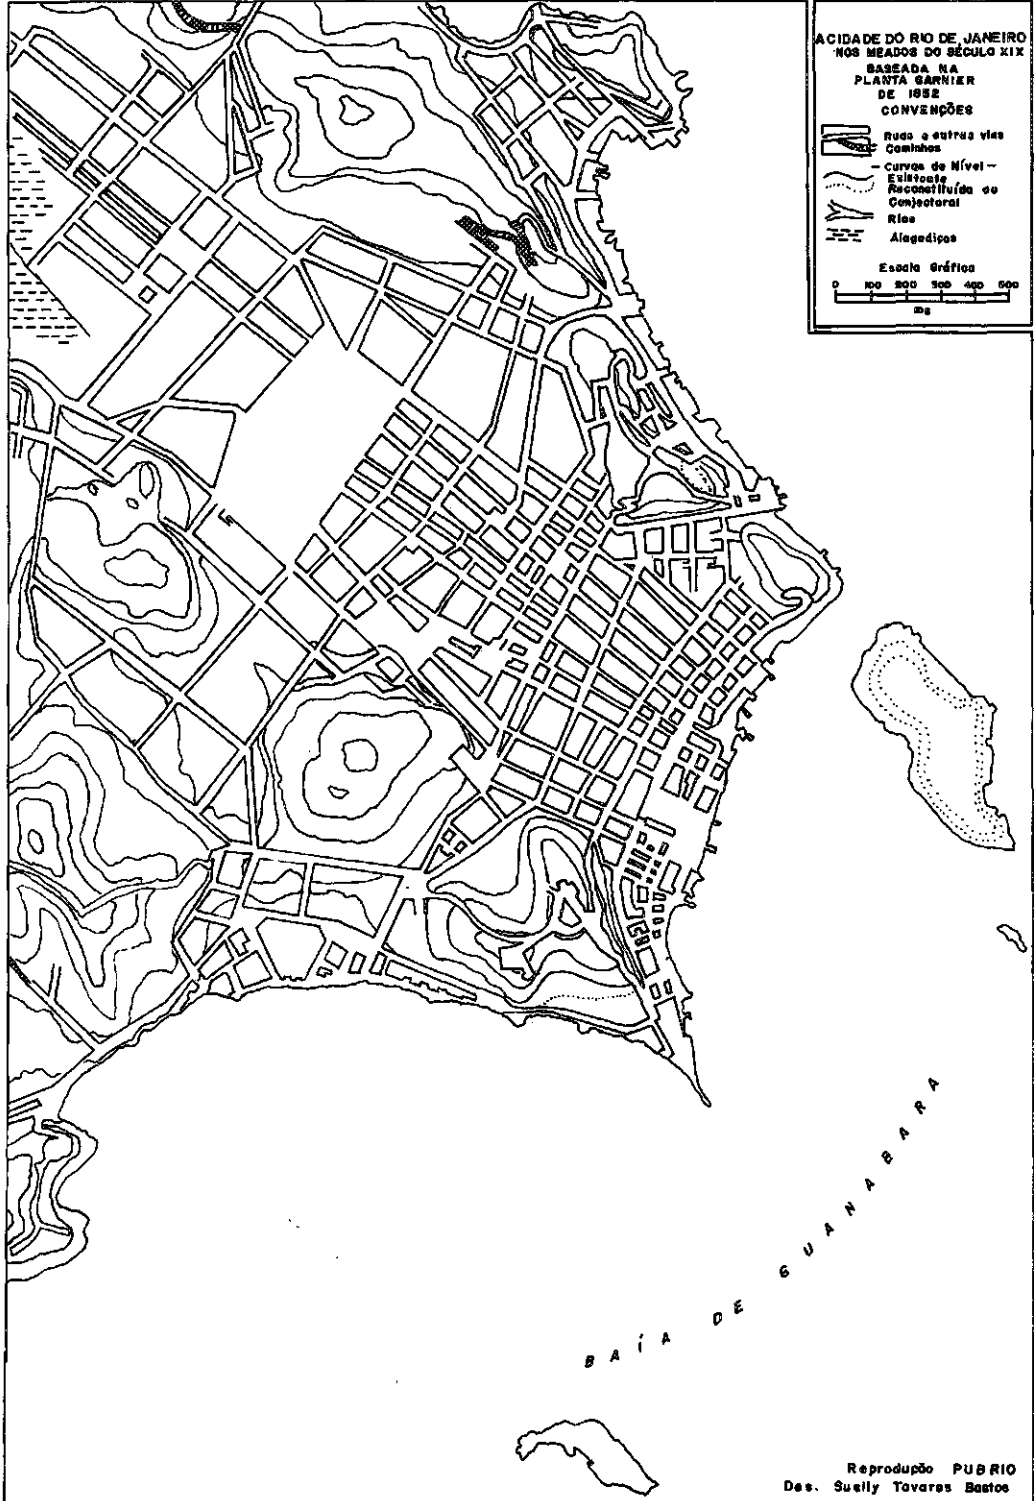 A CIDADE DO RIO DE JANEIRO
NOS MEADOS DO SÉCULO XIX
BASEADA NA
PLANTA GARNIER
DE 1852
CONVENÇÕES
Ruas e outras vias
Caminhos
- Curvas de Nível -
Existente
Reconstituída ou
Conjectural
Rios
Alagadiços
Escala Gráfica
0 100 200 300 400 500
ms
BAÍA DE GUANABARA
Reprodução PUB RIO
Des. Suelly Tavares Bastos